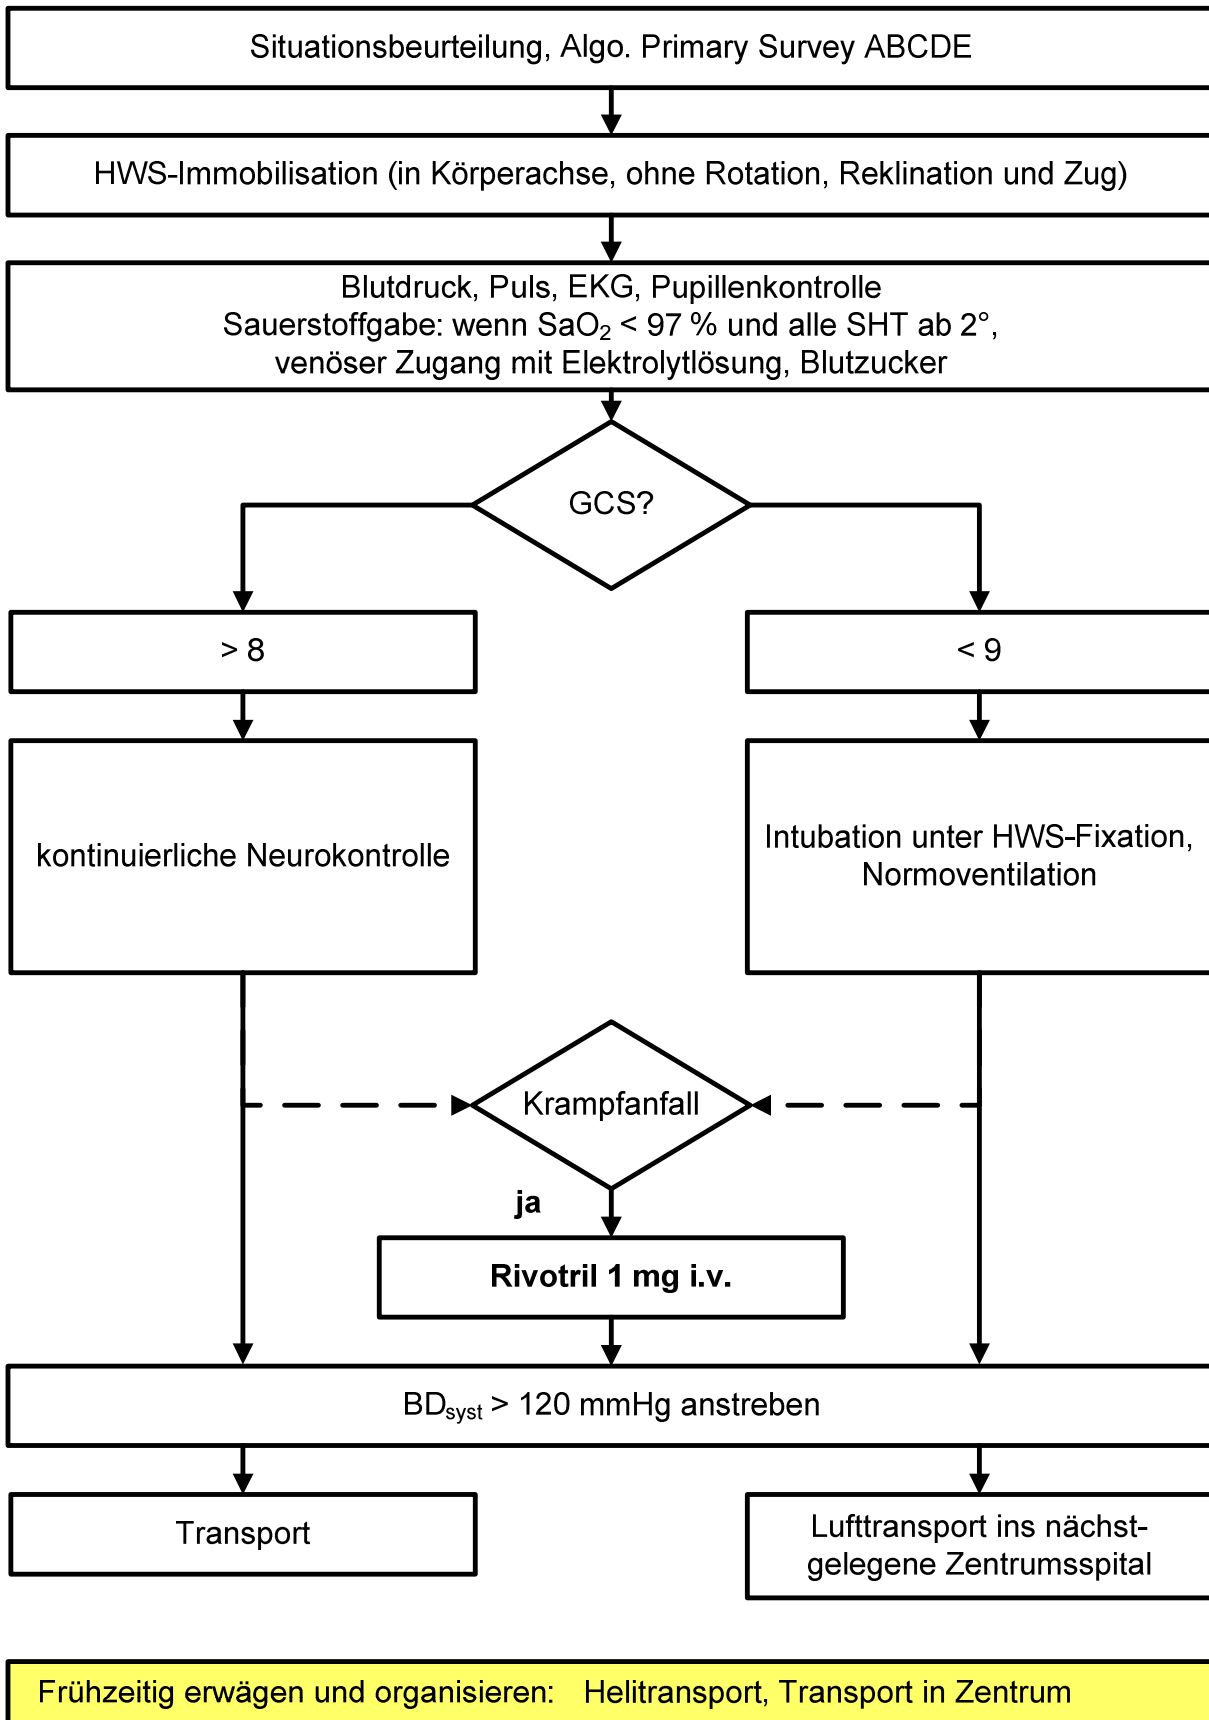 Situationsbeurteilung, Algo. Primary Survey ABCDE
HWS-Immobilisation (in Körperachse, ohne Rotation, Reklination und Zug)
Blutdruck, Puls, EKG, Pupillenkontrolle
Sauerstoffgabe: wenn SaO₂ < 97 % und alle SHT ab 2°,
venöser Zugang mit Elektrolytlösung, Blutzucker
GCS?
> 8
< 9
kontinuierliche Neurokontrolle
Intubation unter HWS-Fixation,
Normoventilation
Krampfanfall
ja
Rivotril 1 mg i.v.
BDsyst > 120 mmHg anstreben
Transport
Lufttransport ins nächst-
gelegene Zentrumsspital
Frühzeitig erwägen und organisieren: Helitransport, Transport in Zentrum